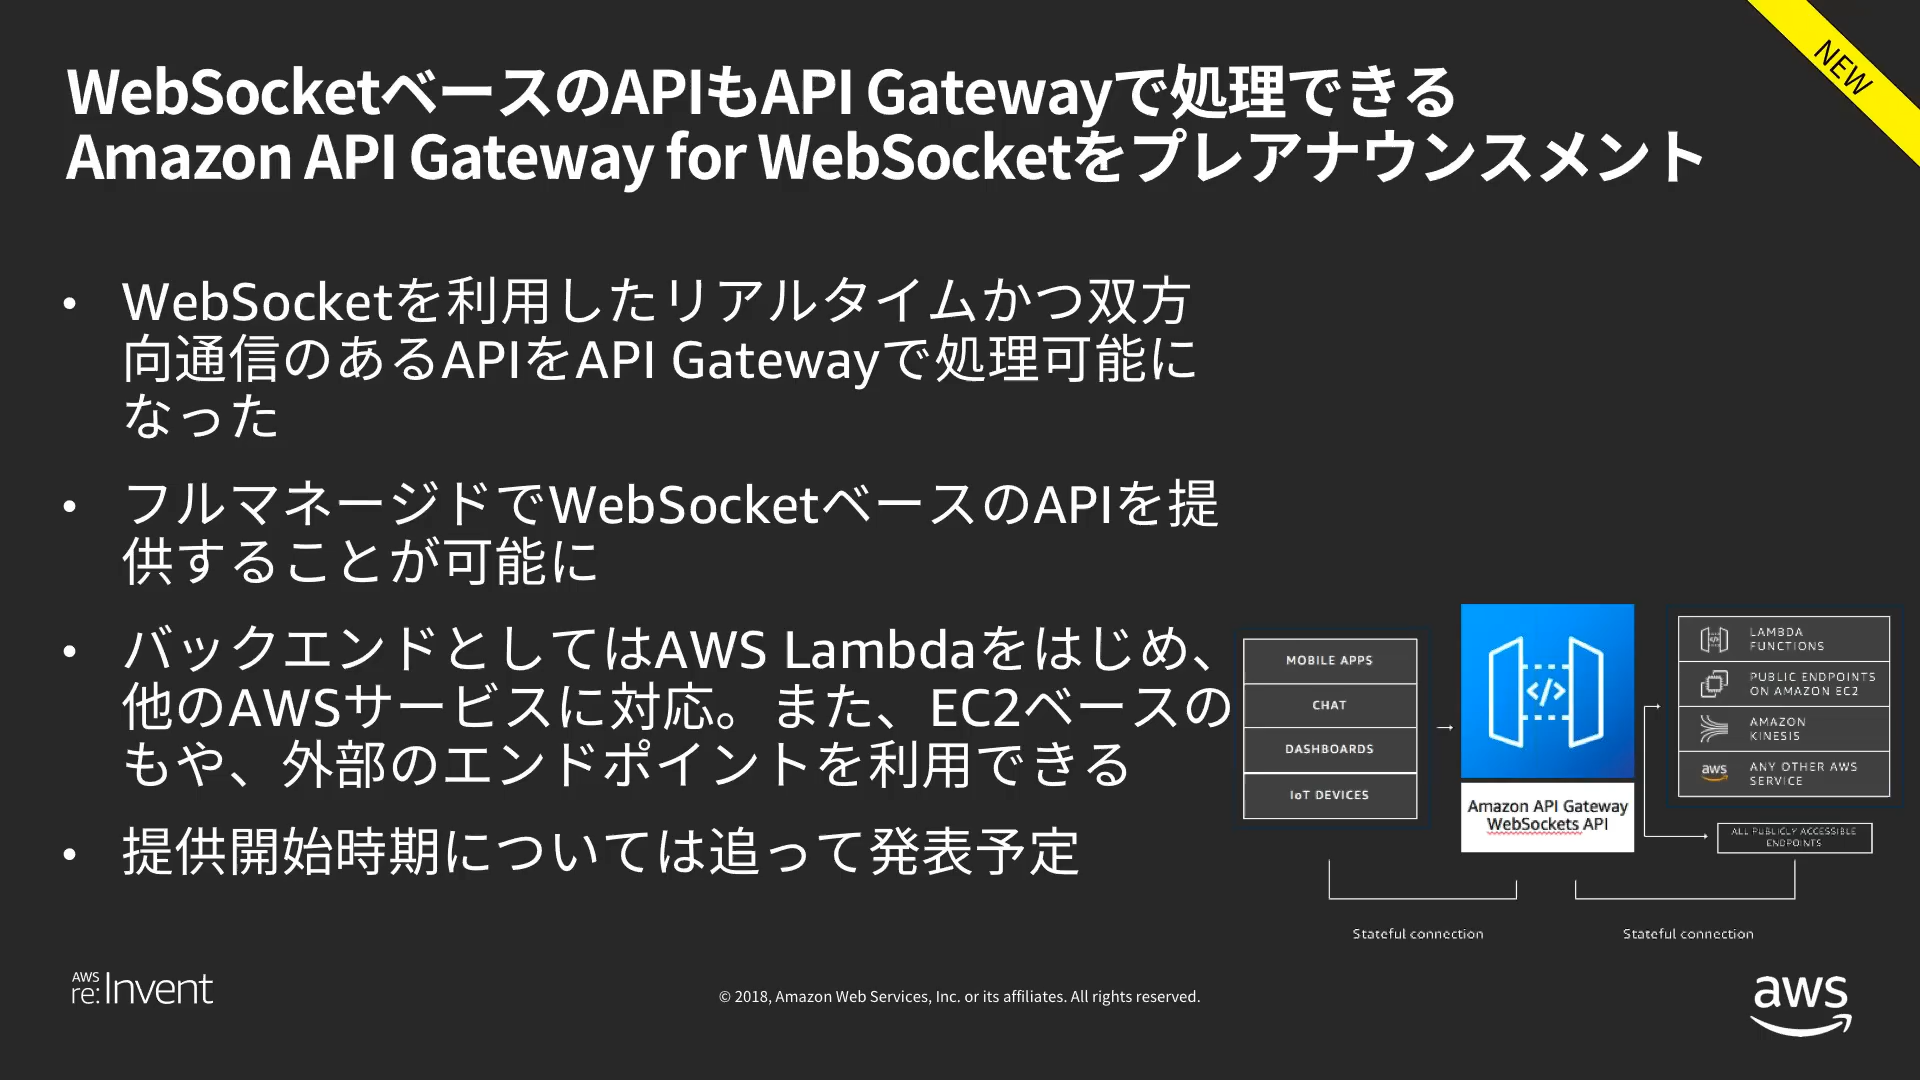 NEW
WebSocketベースのAPIもAPI Gatewayで処理できる
Amazon API Gateway for WebSocketをプレアナウンスメント
• WebSocketを利用したリアルタイムかつ双方
向通信のあるAPIをAPI Gatewayで処理可能に
なった
• フルマネージドでWebSocketベースのAPIを提
供することが可能に
• バックエンドとしてはAWS Lambdaをはじめ、
他のAWSサービスに対応。また、EC2ベースの
もや、外部のエンドポイントを利用できる
• 提供開始時期については追って発表予定
MOBILE APPS
CHAT
DASHBOARDS
IoT DEVICES
Amazon API Gateway
WebSockets API
LAMBDA
FUNCTIONS
PUBLIC ENDPOINTS
ON AMAZON EC2
AMAZON
KINESIS
aws
ANY OTHER AWS
SERVICE
ALL PUBLICLY ACCESSIBLE
ENDPOINTS
Stateful connection
Stateful connection
AWS
re:Invent
© 2018, Amazon Web Services, Inc. or its affiliates. All rights reserved.
aws